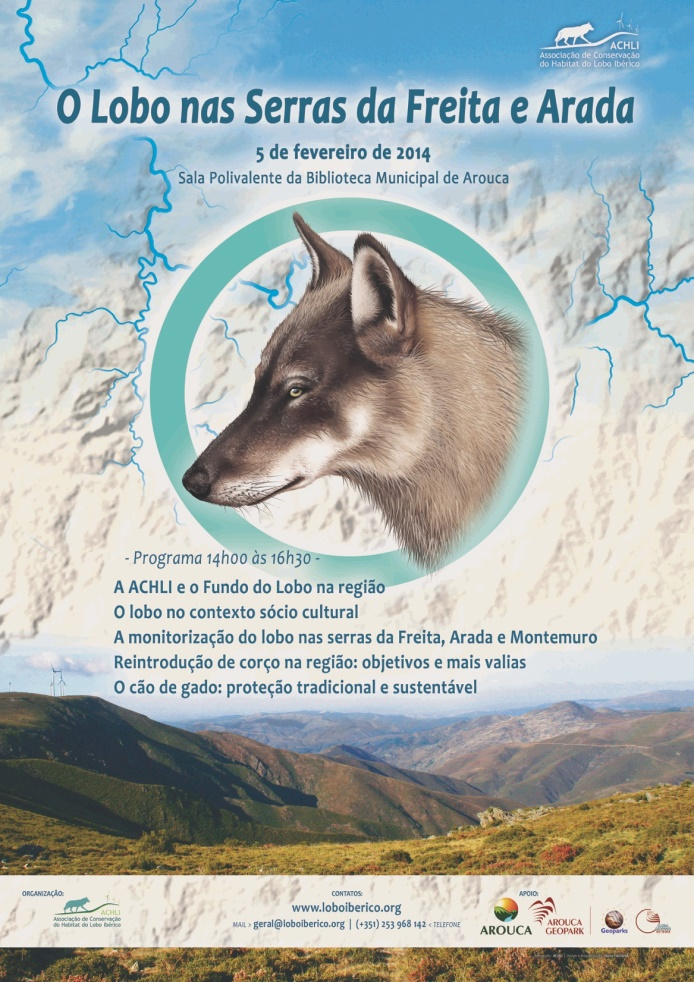 ACHLI
Associação de Conservação
do Habitat do Lobo Ibérico
O Lobo nas Serras da Freita e Arada
5 de fevereiro de 2014
Sala Polivalente da Biblioteca Municipal de Arouca
- Programa 14h00 às 16h30 -
A ACHLI e o Fundo do Lobo na região
O lobo no contexto sócio cultural
A monitorização do lobo nas serras da Freita, Arada e Montemuro
Reintrodução de corço na região: objetivos e mais valias
O cão de gado: proteção tradicional e sustentável
ORGANIZAÇÃO:
ACHLI
Associação de Conservação
do Habitat do Lobo Ibérico
CONTATOS:
www.loboiberico.org
MAIL > geral@loboiberico.org | (+351) 253 968 142 < TELEFONE
APOIO:
AROUCA
AROUCA
GEOPARK
Geoparks